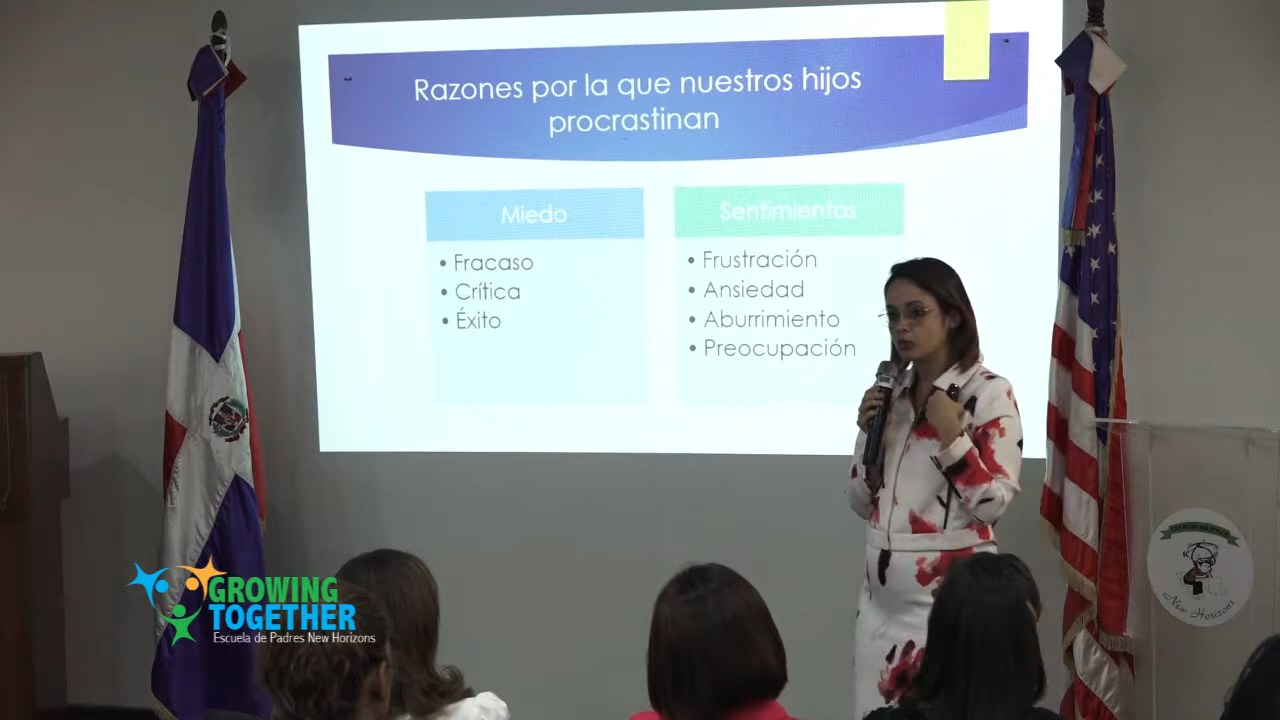 Razones por la que nuestros hijos
procrastinan
Miedo
• Fracaso
• Crítica
• Éxito
Sentimientos
• Frustración
• Ansiedad
• Aburrimiento
• Preocupación
GROWING
TOGETHER
Escuela de Padres New Horizons
New Horizons